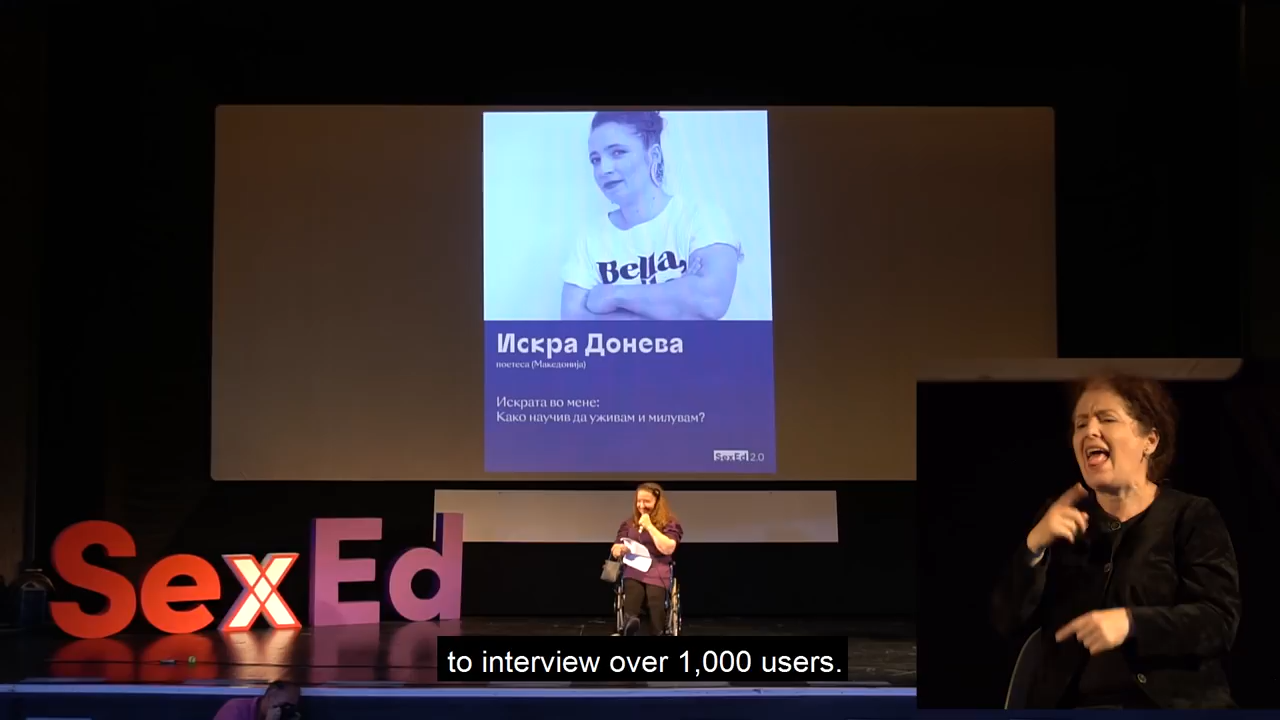 Bella,
Искра Донева
поетеса (Македонија)
Искрата во мене:
Како научив да уживам и милувам?
SexEd 2.0
SexEd
to interview over 1,000 users.